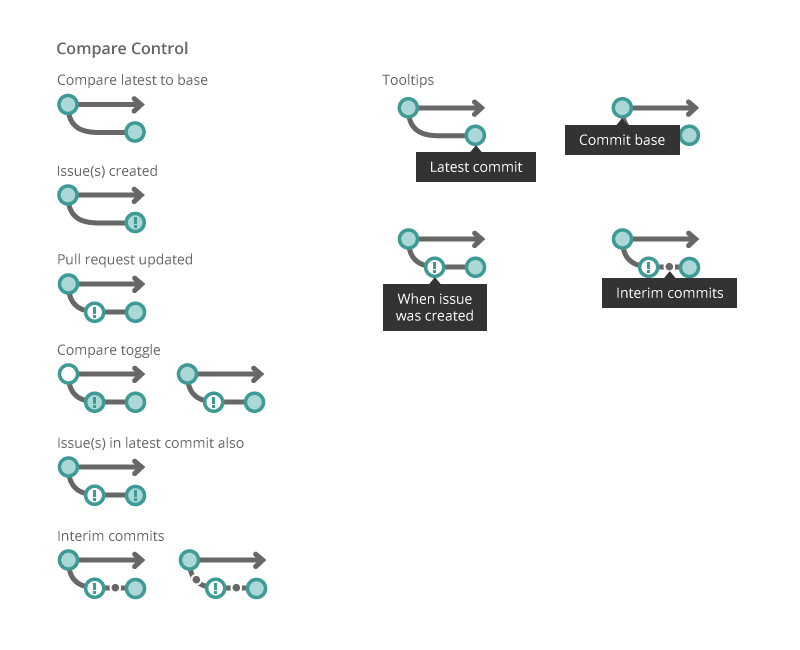 Compare Control
Compare latest to base
Issue(s) created
!
Pull request updated
!
Compare toggle
! !
Issue(s) in latest commit also
! !
Interim commits
! !
Tooltips
Latest commit
Commit base
!
When issue
was created
!
Interim commits